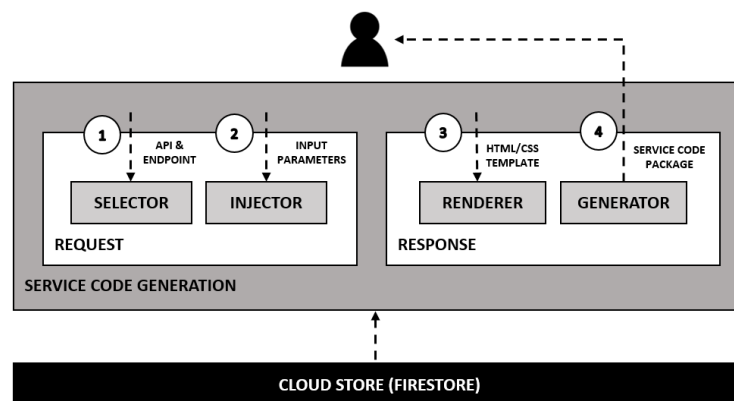 1
API &
ENDPOINT
2
INPUT
PARAMETERS
3
HTML/CSS
TEMPLATE
4
SERVICE CODE
PACKAGE
SELECTOR
INJECTOR
RENDERER
GENERATOR
REQUEST
RESPONSE
SERVICE CODE GENERATION
CLOUD STORE (FIRESTORE)